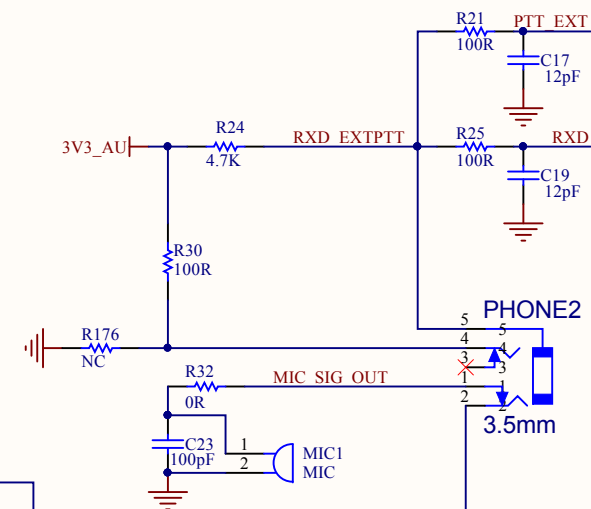 R21
PTT_EXT
100R
C17
12pF
R24
3V3_AU
RXD_EXTPTT
R25
RXD
4.7K
100R
C19
12pF
R30
100R
PHONE2
5
5
R176
4
4
NC
3
3
R32
MIC_SIG_OUT
1
1
0R
2
2
3.5mm
C23
1
MIC1
100pF
2
MIC